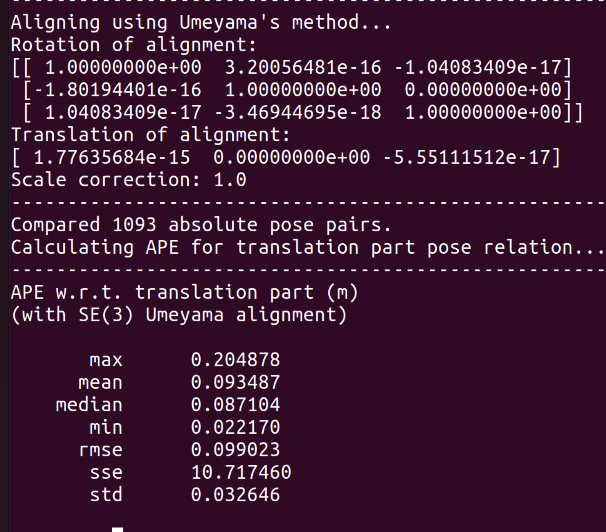 --------------------------------------------------------
Aligning using Umeyama's method...
Rotation of alignment:
[[ 1.00000000e+00  3.20056481e-16 -1.04083409e-17]
 [-1.80194401e-16  1.00000000e+00  0.00000000e+00]
 [ 1.04083409e-17 -3.46944695e-18  1.00000000e+00]]
Translation of alignment:
[ 1.77635684e-15  0.00000000e+00 -5.55111512e-17]
Scale correction: 1.0
--------------------------------------------------------
Compared 1093 absolute pose pairs.
Calculating APE for translation part pose relation...
--------------------------------------------------------
APE w.r.t. translation part (m)
(with SE(3) Umeyama alignment)
max 0.204878
mean 0.093487
median 0.087104
min 0.022170
rmse 0.099023
sse 10.717460
std 0.032646